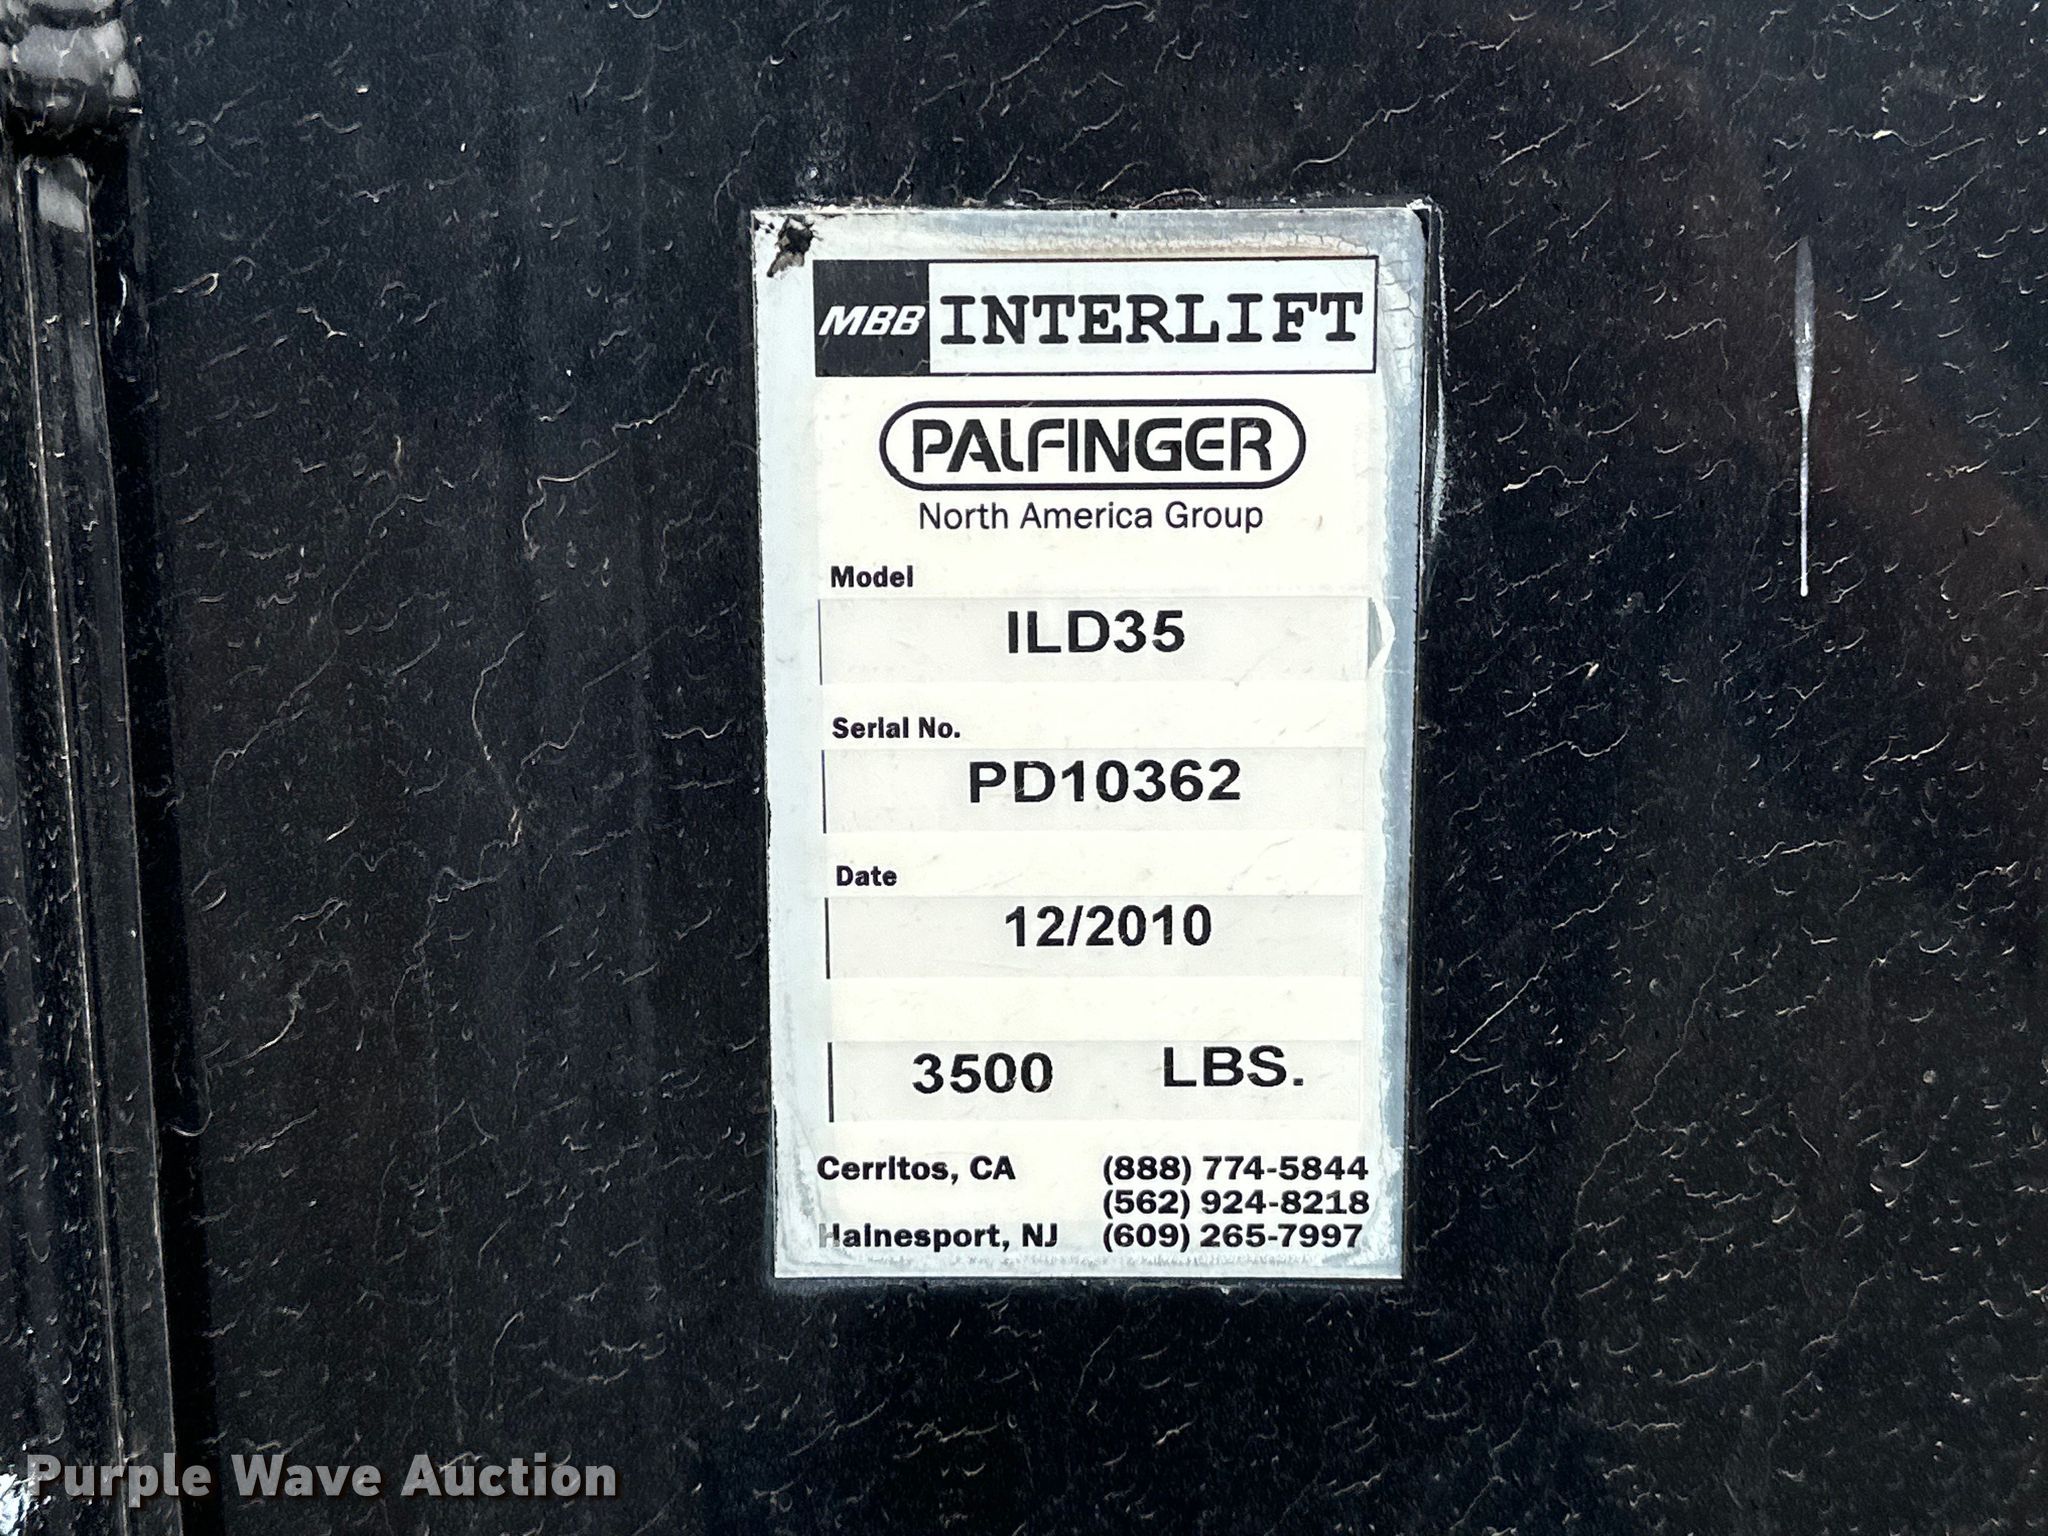 MBB INTERLIFT
PALFINGER
North America Group
Model
ILD35
Serial No.
PD10362
Date
12/2010
3500 LBS.
Cerritos, CA (888) 774-5844
(562) 924-8218
Hainesport, NJ (609) 265-7997
Purple Wave Auction